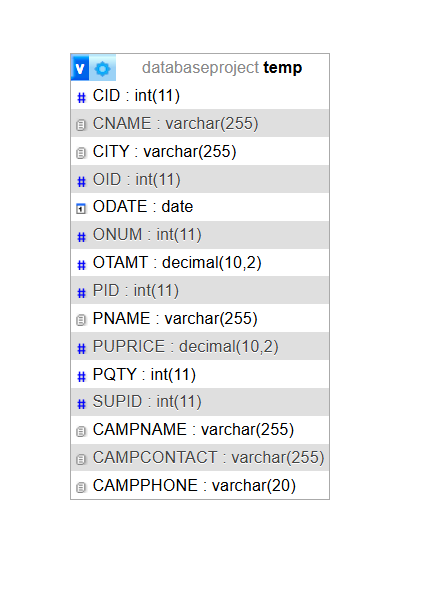 v databaseproject temp
# CID : int(11)
CNAME : varchar(255)
CITY : varchar(255)
# OID : int(11)
ODATE : date
# ONUM : int(11)
# OTAMT : decimal(10,2)
# PID : int(11)
PNAME : varchar(255)
# PUPRICE : decimal(10,2)
# PQTY : int(11)
# SUPID : int(11)
CAMPNAME : varchar(255)
CAMPCONTACT : varchar(255)
CAMPPHONE : varchar(20)